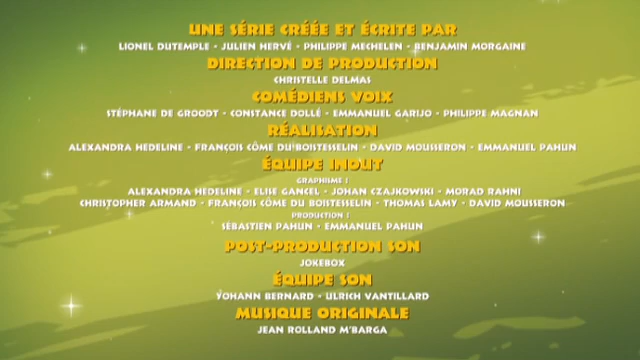 UNE SÉRIE CRÉÉE ET ÉCRITE PAR
LIONEL DUTEMPLE - JULIEN HERVÉ - PHILIPPE MECHELEN - BENJAMIN MORGAINE
DIRECTION DE PRODUCTION
CHRISTELLE DELMAS
COMÉDIENS VOIX
STÉPHANE DE GROODT - CONSTANCE DOLLÉ - EMMANUEL GARIJO - PHILIPPE MAGNAN
RÉALISATION
ALEXANDRA HEDELINE - FRANÇOIS CÔME DU BOISTESSELIN - DAVID MOUSSERON - EMMANUEL PAHUN
ÉQUIPE INOUT
GRAPHISME :
ALEXANDRA HEDELINE - ELISE GANCEL - JOHAN CZAJKOWSKI - MORAD RAHNI
CHRISTOPHER ARMAND - FRANÇOIS CÔME DU BOISTESSELIN - THOMAS LAMY - DAVID MOUSSERON
PRODUCTION :
SÉBASTIEN PAHUN - EMMANUEL PAHUN
POST-PRODUCTION SON
JOKEBOX
ÉQUIPE SON
YOHANN BERNARD - ULRICH VANTILLARD
MUSIQUE ORIGINALE
JEAN ROLLAND M'BARGA